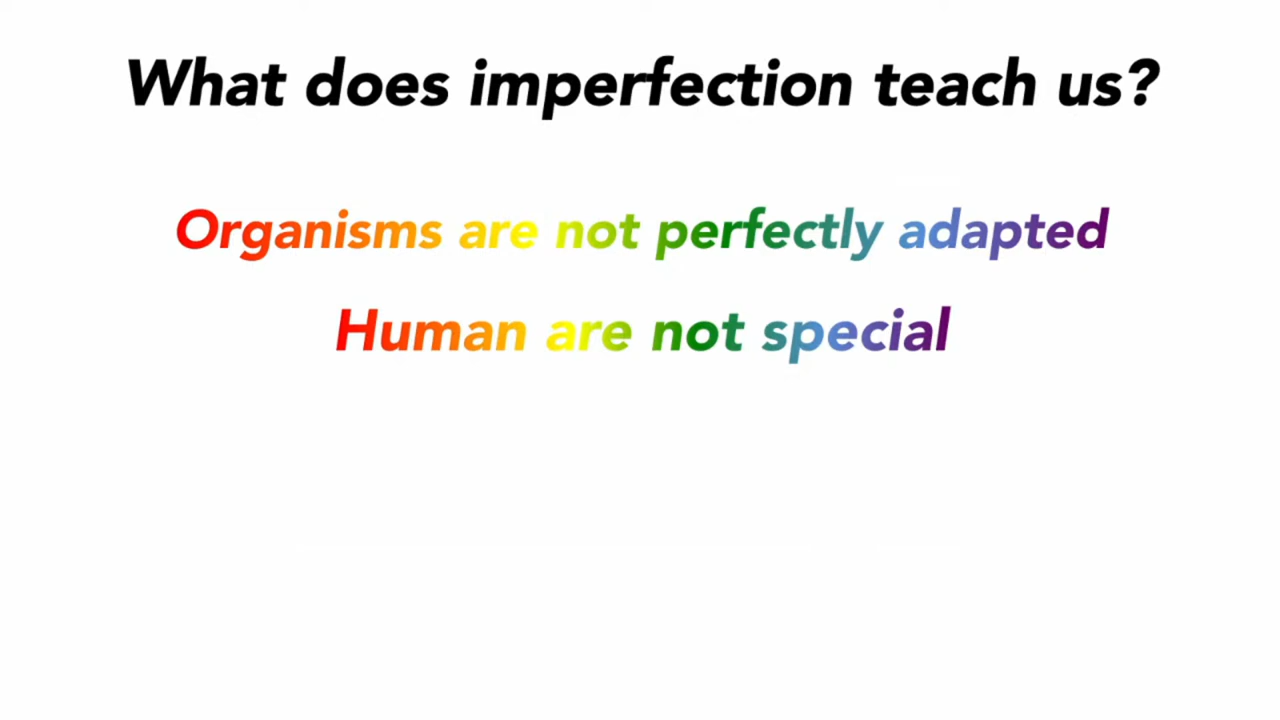 What does imperfection teach us?
Organisms are not perfectly adapted
Human are not special